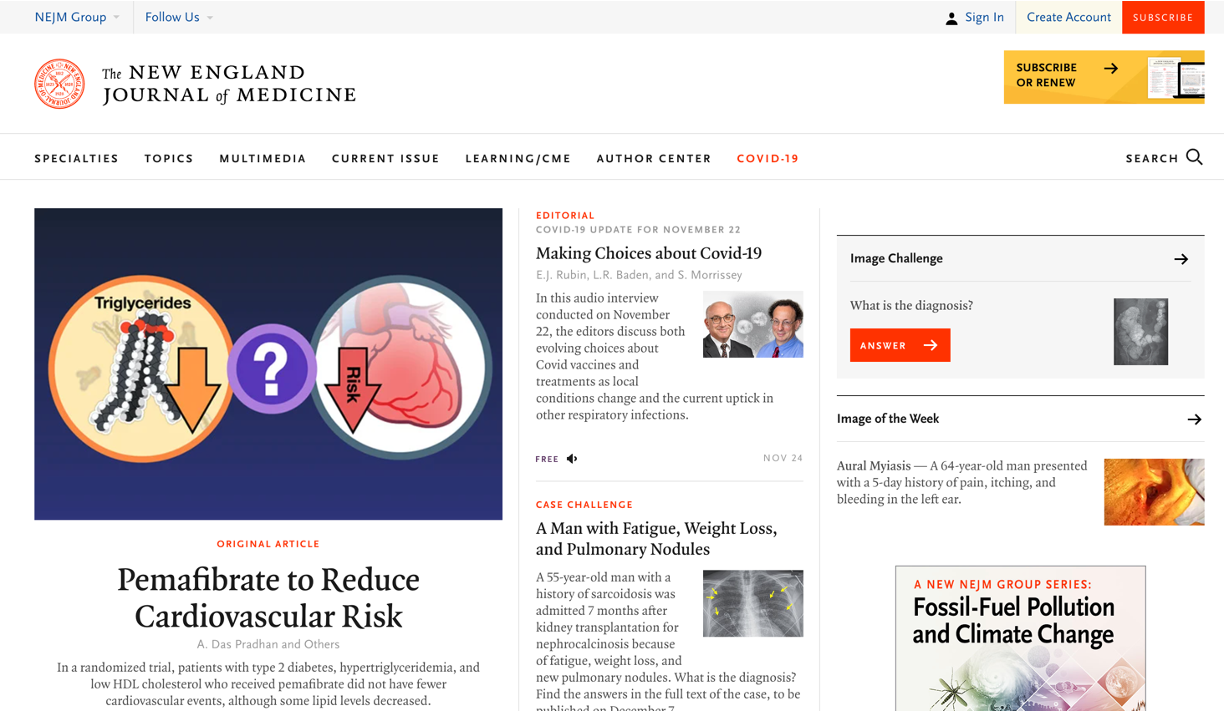 NEJM Group
Follow Us
Sign In
Create Account
SUBSCRIBE
The NEW ENGLAND
JOURNAL of MEDICINE
SUBSCRIBE
OR RENEW
SPECIALTIES
TOPICS
MULTIMEDIA
CURRENT ISSUE
LEARNING/CME
AUTHOR CENTER
COVID-19
SEARCH
Triglycerides
?
Risk
ORIGINAL ARTICLE
Pemafibrate to Reduce
Cardiovascular Risk
A. Das Pradhan and Others
In a randomized trial, patients with type 2 diabetes, hypertriglyceridemia, and
low HDL cholesterol who received pemafibrate did not have fewer
cardiovascular events, although some lipid levels decreased.
EDITORIAL
COVID-19 UPDATE FOR NOVEMBER 22
Making Choices about Covid-19
E.J. Rubin, L.R. Baden, and S. Morrissey
In this audio interview
conducted on November
22, the editors discuss both
evolving choices about
Covid vaccines and
treatments as local
conditions change and the current uptick in
other respiratory infections.
FREE
NOV 24
CASE CHALLENGE
A Man with Fatigue, Weight Loss,
and Pulmonary Nodules
A 55-year-old man with a
history of sarcoidosis was
admitted 7 months after
kidney transplantation for
nephrocalcinosis because
of fatigue, weight loss, and
new pulmonary nodules. What is the diagnosis?
Find the answers in the full text of the case, to be
published on December 7.
Image Challenge
What is the diagnosis?
ANSWER
Image of the Week
Aural Myiasis — A 64-year-old man presented
with a 5-day history of pain, itching, and
bleeding in the left ear.
A NEW NEJM GROUP SERIES:
Fossil-Fuel Pollution
and Climate Change